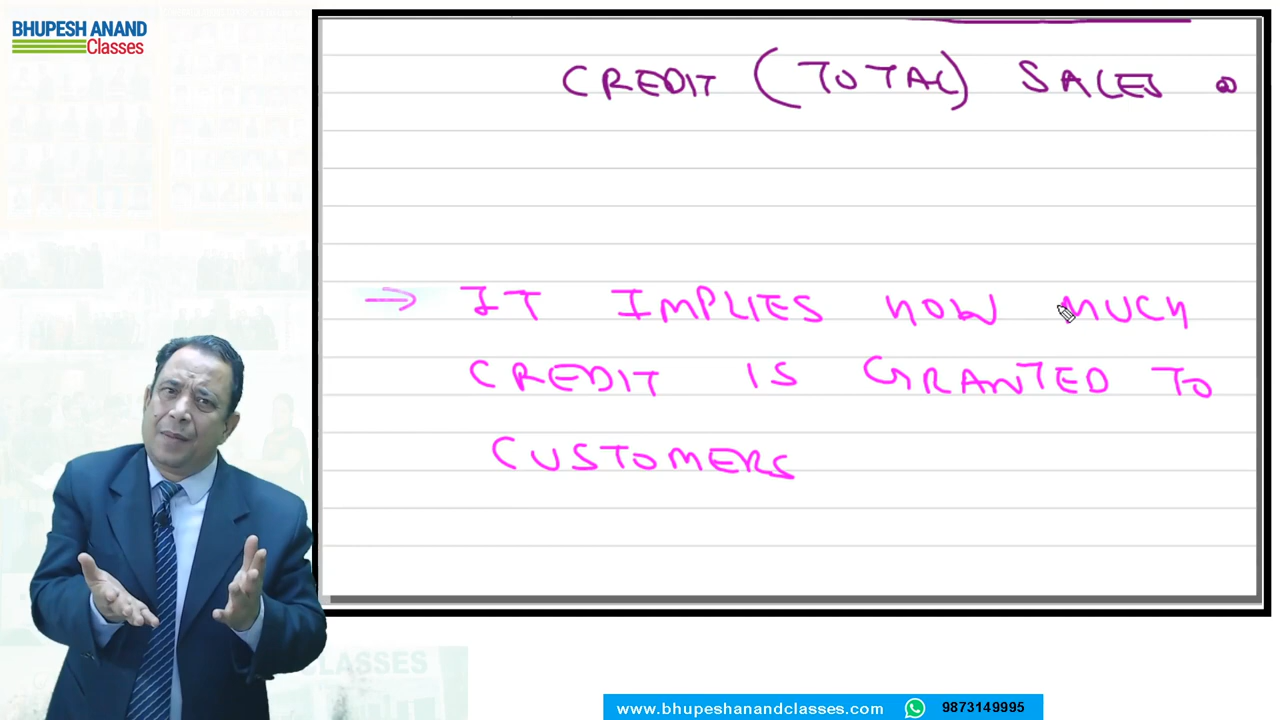 BHUPESH ANAND
Classes
CREDIT (TOTAL) SALES
→ IT IMPLIES HOW MUCH
CREDIT IS GRANTED TO
CUSTOMERS
CLASSES
www.bhupeshanandclasses.com 9873149995